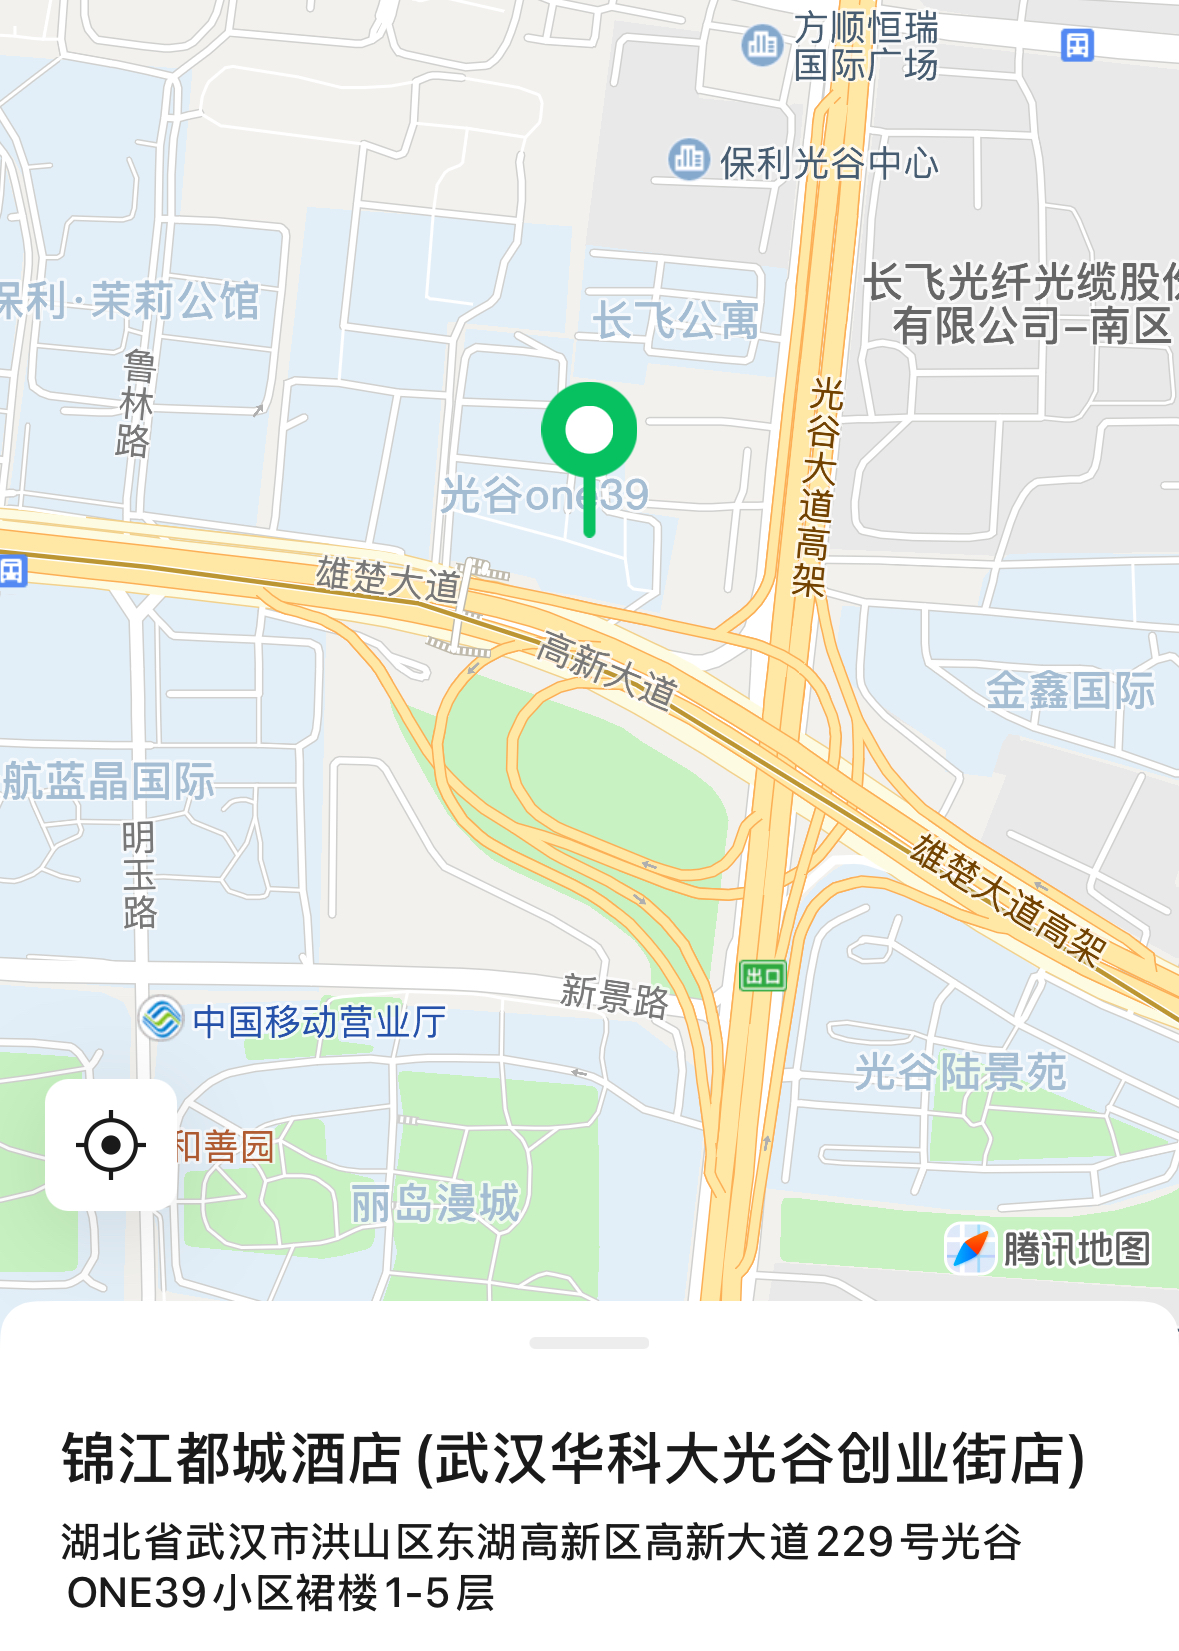 方顺恒瑞
国际广场
保利光谷中心
长飞光纤光缆股份
有限公司-南区
保利·茉莉公馆
长飞公寓
鲁林路
光谷大道高架
光谷one39
雄楚大道
高新大道
金鑫国际
航蓝晶国际
明玉路
雄楚大道高架
出口
新景路
中国移动营业厅
光谷陆景苑
和善园
丽岛漫城
腾讯地图
锦江都城酒店(武汉华科大光谷创业街店)
湖北省武汉市洪山区东湖高新区高新大道229号光谷
ONE39小区裙楼1-5层